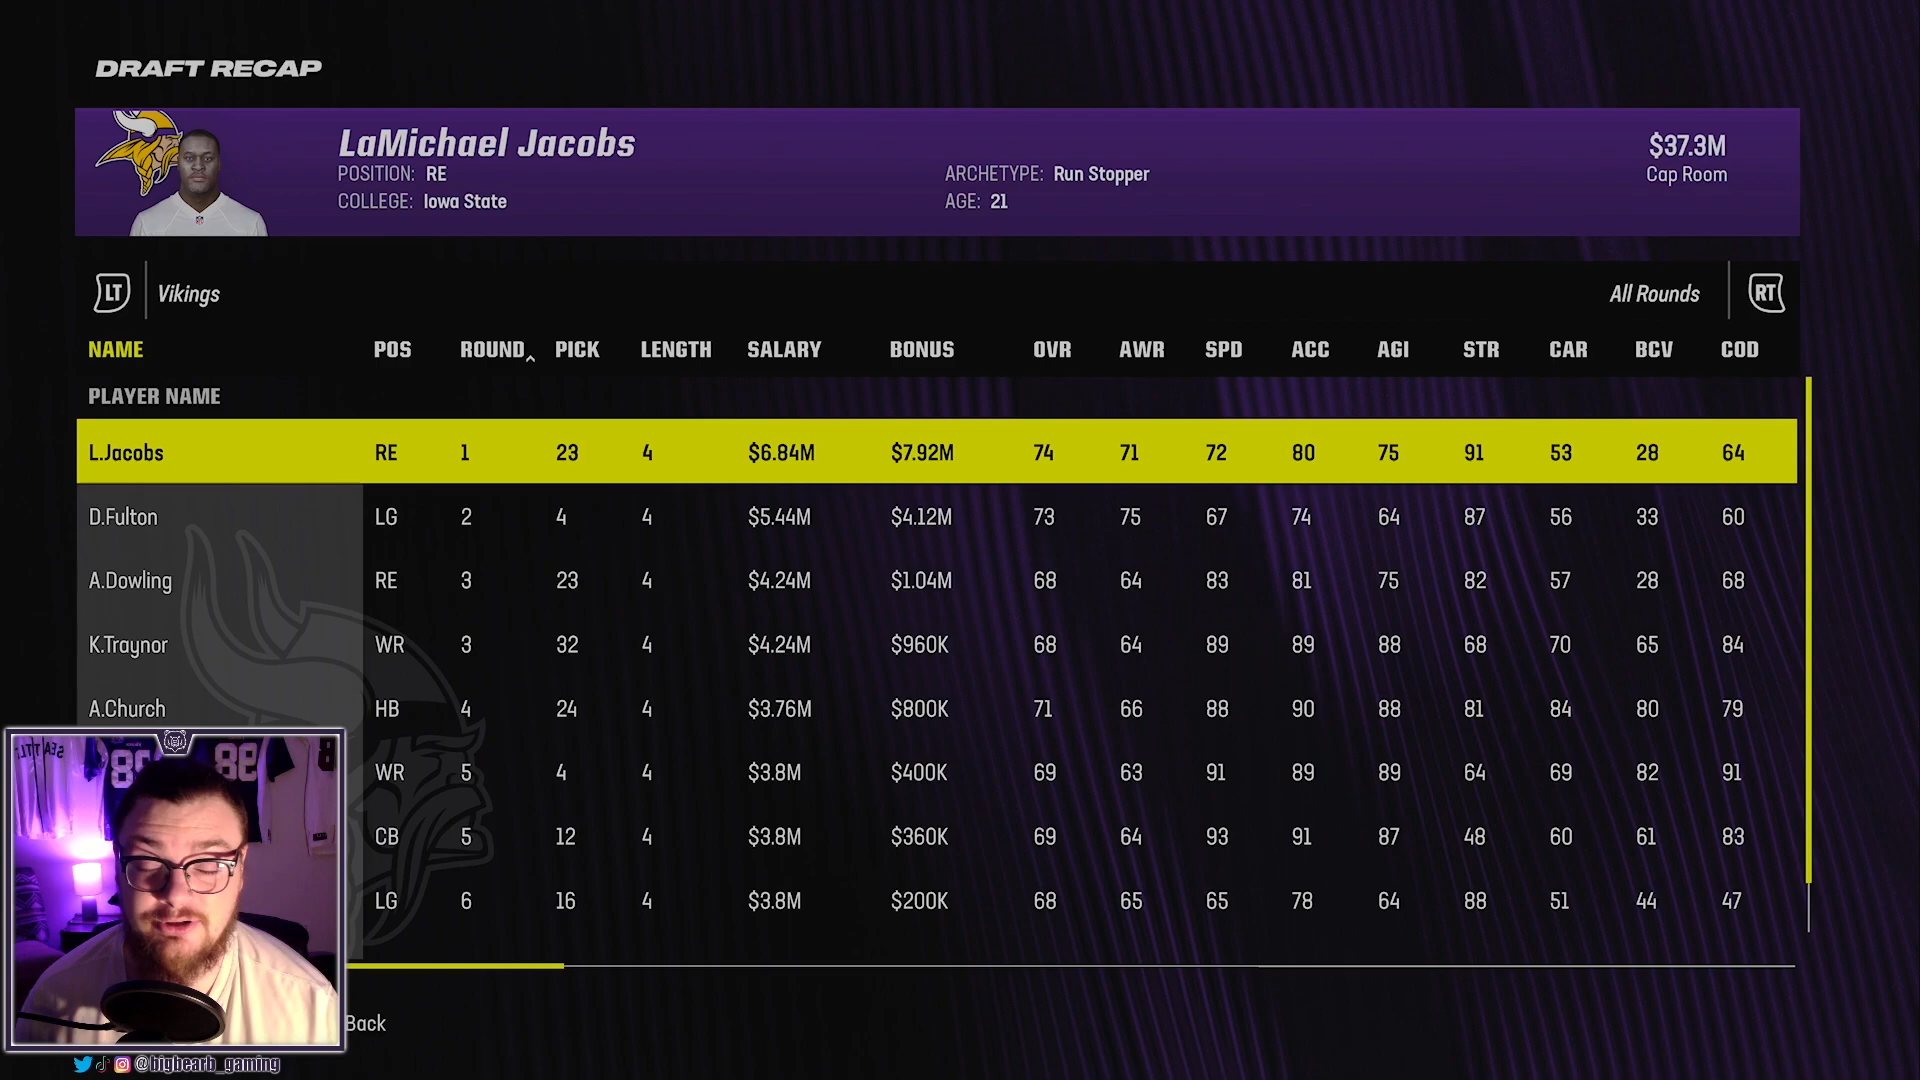 DRAFT RECAP
LaMichael Jacobs
POSITION: RE
COLLEGE: Iowa State
ARCHETYPE: Run Stopper
AGE: 21
$37.3M
Cap Room
LT Vikings
All Rounds RT
NAME POS ROUND PICK LENGTH SALARY BONUS OVR AWR SPD ACC AGI STR CAR BCV COD
PLAYER NAME
L.Jacobs RE 1 23 4 $6.84M $7.92M 74 71 72 80 75 91 53 28 64
D.Fulton LG 2 4 4 $5.44M $4.12M 73 75 67 74 64 87 56 33 60
A.Dowling RE 3 23 4 $4.24M $1.04M 68 64 83 81 75 82 57 28 68
K.Traynor WR 3 32 4 $4.24M $960K 68 64 89 89 88 68 70 65 84
A.Church HB 4 24 4 $3.76M $800K 71 66 88 90 88 81 84 80 79
WR 5 4 4 $3.8M $400K 69 63 91 89 89 64 69 82 91
CB 5 12 4 $3.8M $360K 69 64 93 91 87 48 60 61 83
LG 6 16 4 $3.8M $200K 68 65 65 78 64 88 51 44 47
Back
@bigbearb_gaming